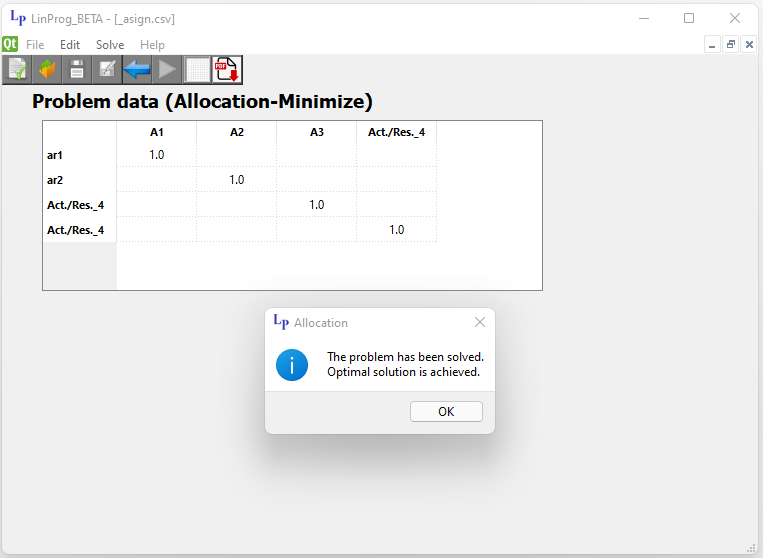 LP LinProg_BETA - [_asign.csv]
Qt File Edit Solve Help
PDF
Problem data (Allocation-Minimize)
A1 A2 A3 Act./Res._4
ar1 1.0
ar2 1.0
Act./Res._4 1.0
Act./Res._4 1.0
LP Allocation
i
The problem has been solved.
Optimal solution is achieved.
OK